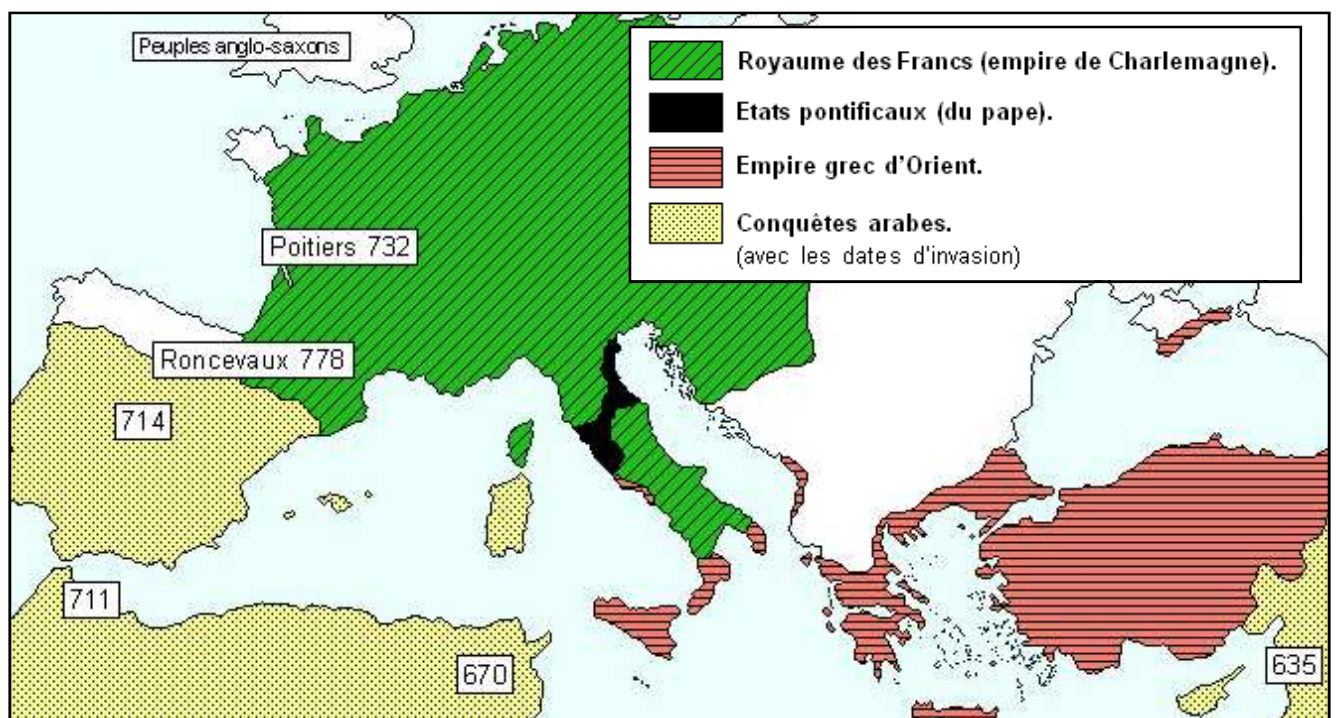 Peuples anglo-saxons
Royaume des Francs (empire de Charlemagne).
Etats pontificaux (du pape).
Empire grec d'Orient.
Conquêtes arabes.
(avec les dates d'invasion)
Poitiers 732
Roncevaux 778
714
711
670
635